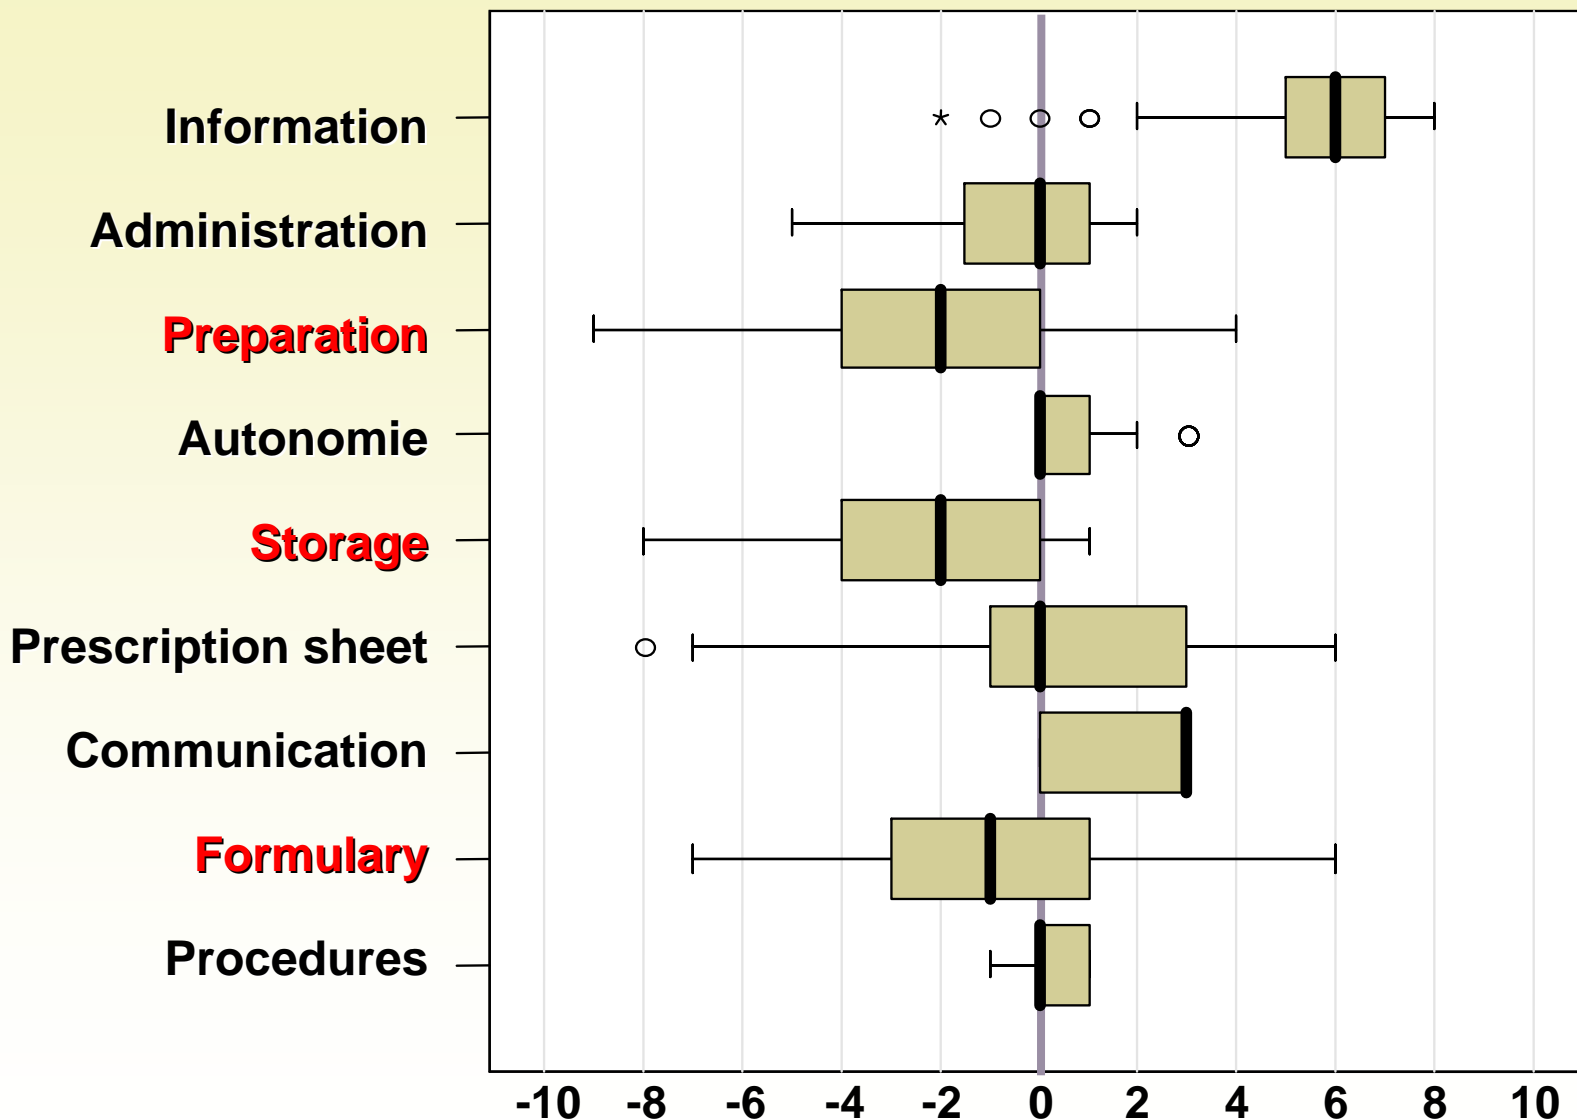 Information
Administration
Preparation
Autonomie
Storage
Prescription sheet
Communication
Formulary
Procedures
-10 -8 -6 -4 -2 0 2 4 6 8 10